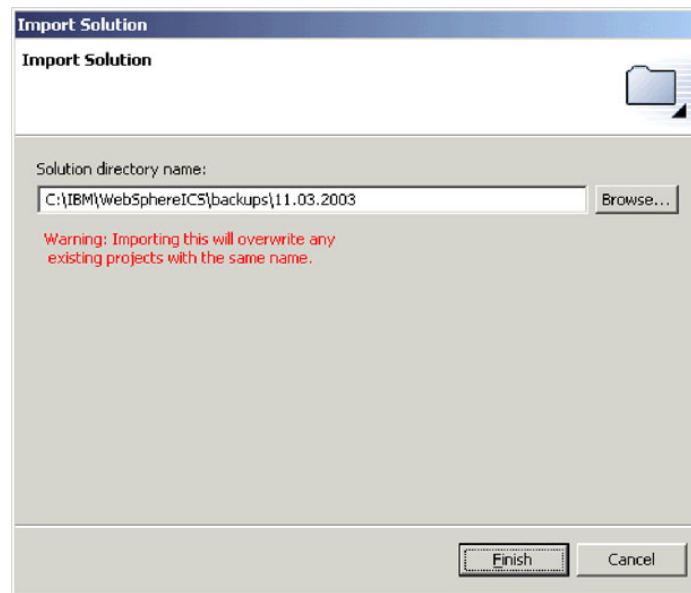 Import Solution
Import Solution
Solution directory name:
C:\IBM\WebSphereICS\backups\11.03.2003
Browse...
Warning: Importing this will overwrite any
existing projects with the same name.
Finish
Cancel